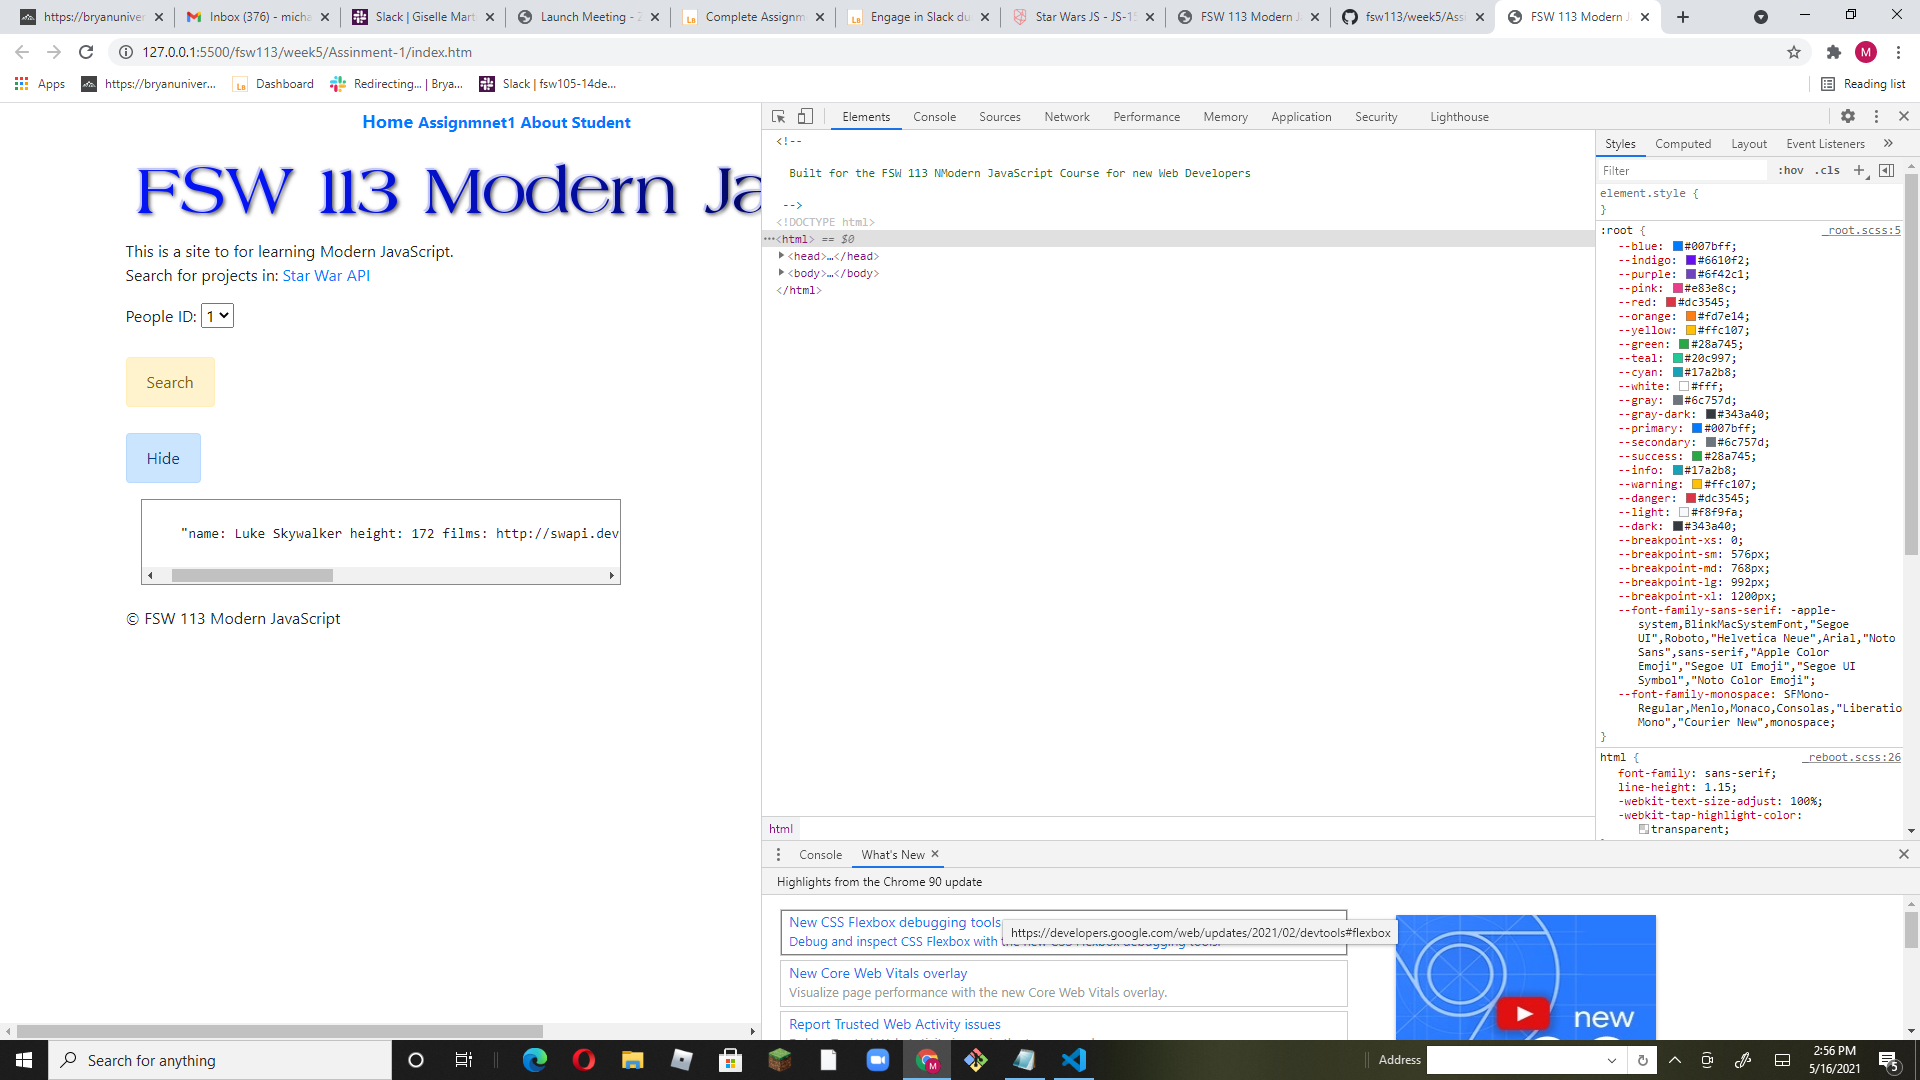 https://bryanuniver
Inbox (376) - micha
Slack | Giselle Mart
Launch Meeting - Z
Complete Assignm
Engage in Slack du
Star Wars JS - JS-15
FSW 113 Modern J
fsw113/week5/Assi
FSW 113 Modern J
127.0.0.1:5500/fsw113/week5/Assinment-1/index.htm
M
Apps
https://bryanuniver...
Dashboard
Redirecting... | Brya...
Slack | fsw105-14de...
Reading list
Home Assignmnet1 About Student
FSW 113 Modern Ja
This is a site to for learning Modern JavaScript.
Search for projects in: Star War API
People ID: 1
Search
Hide
"name: Luke Skywalker height: 172 films: http://swapi.dev
© FSW 113 Modern JavaScript
Elements Console Sources Network Performance Memory Application Security Lighthouse
<!--
Built for the FSW 113 NModern JavaScript Course for new Web Developers
-->
<!DOCTYPE html>
<html> == $0
<head>…</head>
<body>…</body>
</html>
html
Styles Computed Layout Event Listeners
Filter :hov .cls
element.style {
}
:root { _root.scss:5
--blue: #007bff;
--indigo: #6610f2;
--purple: #6f42c1;
--pink: #e83e8c;
--red: #dc3545;
--orange: #fd7e14;
--yellow: #ffc107;
--green: #28a745;
--teal: #20c997;
--cyan: #17a2b8;
--white: #fff;
--gray: #6c757d;
--gray-dark: #343a40;
--primary: #007bff;
--secondary: #6c757d;
--success: #28a745;
--info: #17a2b8;
--warning: #ffc107;
--danger: #dc3545;
--light: #f8f9fa;
--dark: #343a40;
--breakpoint-xs: 0;
--breakpoint-sm: 576px;
--breakpoint-md: 768px;
--breakpoint-lg: 992px;
--breakpoint-xl: 1200px;
--font-family-sans-serif: -apple-
system,BlinkMacSystemFont,"Segoe
UI",Roboto,"Helvetica Neue",Arial,"Noto
Sans",sans-serif,"Apple Color
Emoji","Segoe UI Emoji","Segoe UI
Symbol","Noto Color Emoji";
--font-family-monospace: SFMono-
Regular,Menlo,Monaco,Consolas,"Liberatio
Mono","Courier New",monospace;
}
html { _reboot.scss:26
font-family: sans-serif;
line-height: 1.15;
-webkit-text-size-adjust: 100%;
-webkit-tap-highlight-color:
transparent;
Console What's New
Highlights from the Chrome 90 update
New CSS Flexbox debugging tools
Debug and inspect CSS Flexbox with the new CSS Flexbox debugging tools.
https://developers.google.com/web/updates/2021/02/devtools#flexbox
New Core Web Vitals overlay
Visualize page performance with the new Core Web Vitals overlay.
Report Trusted Web Activity issues
new
Search for anything
M
Address
2:56 PM
5/16/2021
5